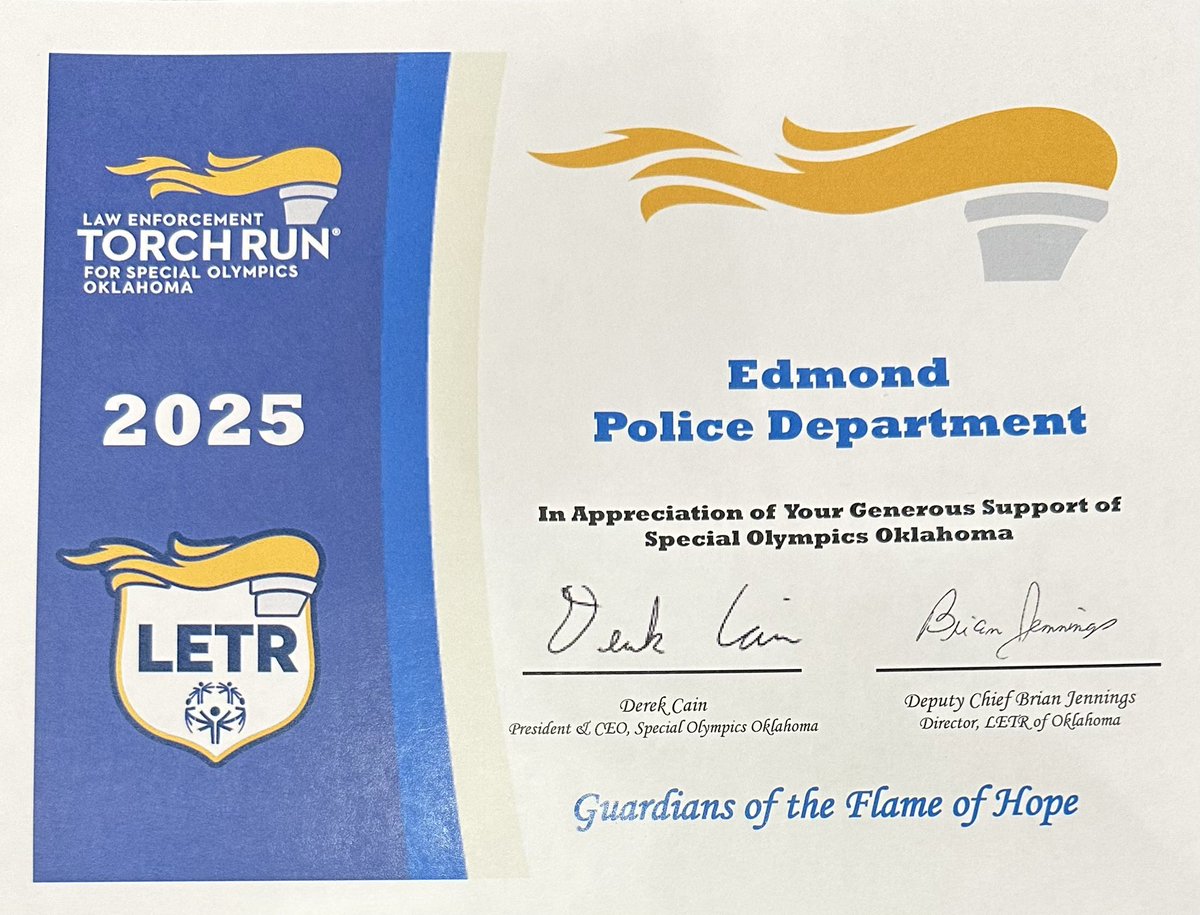 LAW ENFORCEMENT
TORCH RUN®
FOR SPECIAL OLYMPICS
OKLAHOMA
2025
LETR
Edmond
Police Department
In Appreciation of Your Generous Support of
Special Olympics Oklahoma
Derek Cain
Brian Jennings
Derek Cain
President & CEO, Special Olympics Oklahoma
Deputy Chief Brian Jennings
Director, LETR of Oklahoma
Guardians of the Flame of Hope